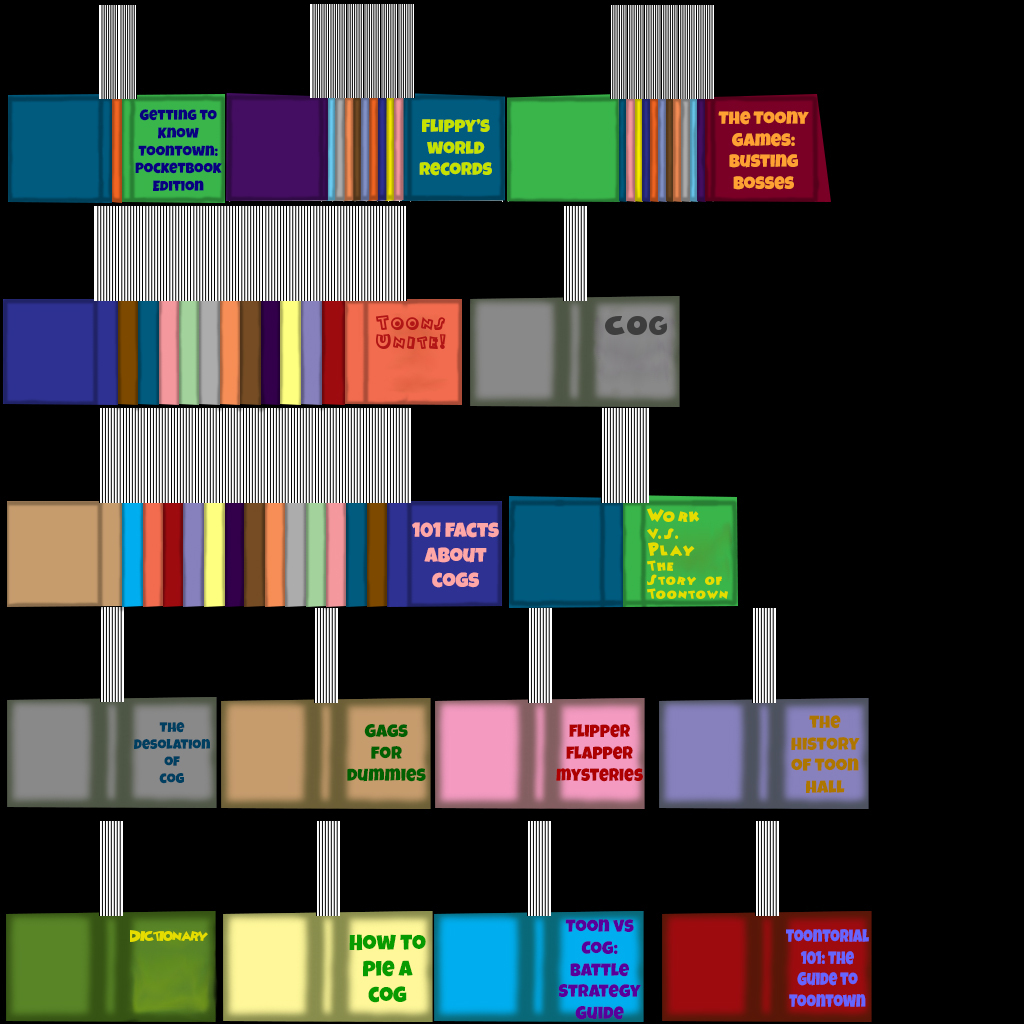 GETTING TO
KNOW
TOONTOWN:
POCKETBOOK
EDITION
FLIPPY'S
WORLD
RECORDS
THE TOONY
GAMES:
BUSTING
BOSSES
TOONS
UNITE!
COG
101 FACTS
ABOUT
COGS
WORK
V.S.
PLAY
THE
STORY OF
TOONTOWN
THE
DESOLATION
OF
COG
GAGS
FOR
DUMMIES
FLIPPER
FLAPPER
MYSTERIES
THE
HISTORY
OF TOON
HALL
DICTIONARY
HOW TO
PIE A
COG
TOON VS
COG:
BATTLE
STRATEGY
GUIDE
TOONTORIAL
101: THE
GUIDE TO
TOONTOWN